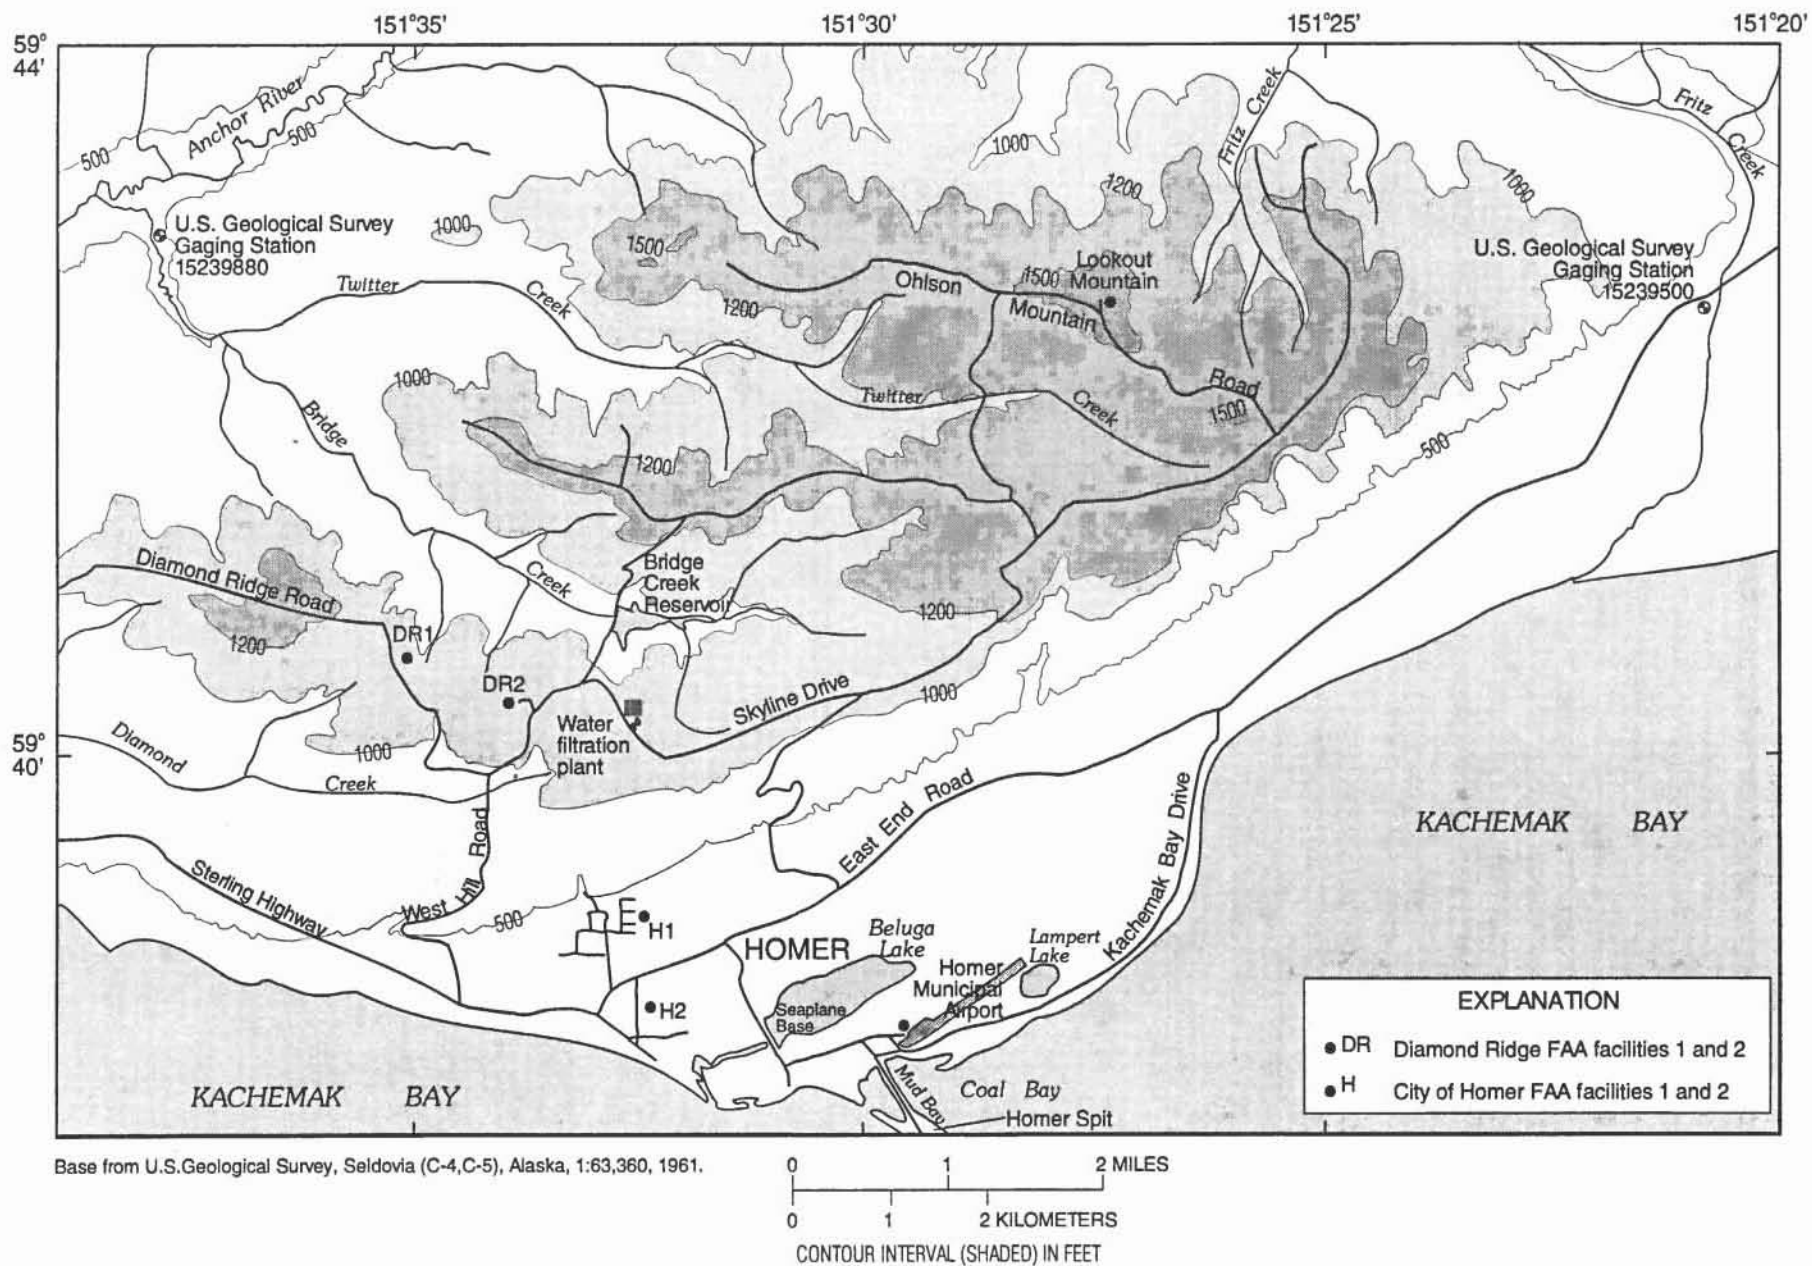 151°35'
151°30'
151°25'
151°20'
59°
44'
Anchor River
500
500
Fritz Creek
Fritz
Creek
1000
1200
1000
U.S. Geological Survey
Gaging Station
15239880
1000
1500
Lookout
Mountain
1500
Ohlson
Mountain
Road
U.S. Geological Survey
Gaging Station
15239500
Twitter
Creek
1200
1000
Twitter
Creek
1500
Bridge
1200
500
Diamond Ridge Road
Creek
Bridge
Creek
Reservoir
1200
1200
DR1
DR2
Skyline Drive
1000
Water
filtration
plant
59°
40'
Diamond
1000
Creek
West Hill Road
East End Road
Kachemak Bay Drive
KACHEMAK BAY
Sterling Highway
500
H1
HOMER
Beluga
Lake
Lampert
Lake
Homer
Municipal
Airport
H2
Seaplane
Base
KACHEMAK BAY
Mud Bay
Coal Bay
Homer Spit
EXPLANATION
DR Diamond Ridge FAA facilities 1 and 2
H City of Homer FAA facilities 1 and 2
Base from U.S.Geological Survey, Seldovia (C-4,C-5), Alaska, 1:63,360, 1961.
0 1 2 MILES
0 1 2 KILOMETERS
CONTOUR INTERVAL (SHADED) IN FEET